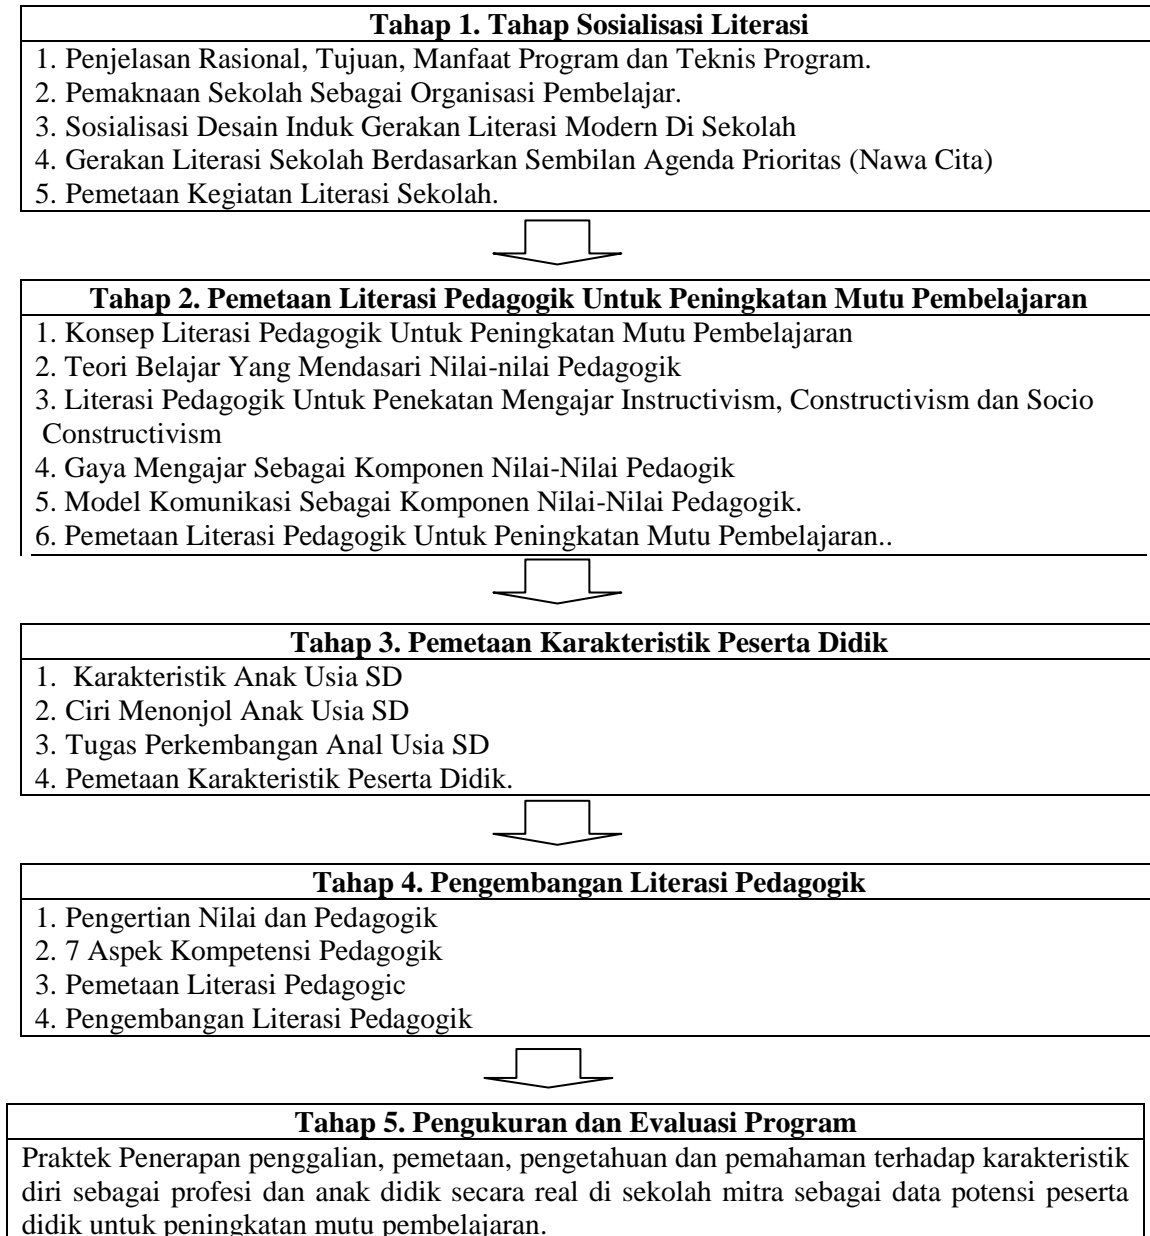 Tahap 1. Tahap Sosialisasi Literasi
1. Penjelasan Rasional, Tujuan, Manfaat Program dan Teknis Program.
2. Pemaknaan Sekolah Sebagai Organisasi Pembelajar.
3. Sosialisasi Desain Induk Gerakan Literasi Modern Di Sekolah
4. Gerakan Literasi Sekolah Berdasarkan Sembilan Agenda Prioritas (Nawa Cita)
5. Pemetaan Kegiatan Literasi Sekolah.
Tahap 2. Pemetaan Literasi Pedagogik Untuk Peningkatan Mutu Pembelajaran
1. Konsep Literasi Pedagogik Untuk Peningkatan Mutu Pembelajaran
2. Teori Belajar Yang Mendasari Nilai-nilai Pedagogik
3. Literasi Pedagogik Untuk Penekatan Mengajar Instructivism, Constructivism dan Socio
Constructivism
4. Gaya Mengajar Sebagai Komponen Nilai-Nilai Pedaogik
5. Model Komunikasi Sebagai Komponen Nilai-Nilai Pedagogik.
6. Pemetaan Literasi Pedagogik Untuk Peningkatan Mutu Pembelajaran..
Tahap 3. Pemetaan Karakteristik Peserta Didik
1. Karakteristik Anak Usia SD
2. Ciri Menonjol Anak Usia SD
3. Tugas Perkembangan Anal Usia SD
4. Pemetaan Karakteristik Peserta Didik.
Tahap 4. Pengembangan Literasi Pedagogik
1. Pengertian Nilai dan Pedagogik
2. 7 Aspek Kompetensi Pedagogik
3. Pemetaan Literasi Pedagogic
4. Pengembangan Literasi Pedagogik
Tahap 5. Pengukuran dan Evaluasi Program
Praktek Penerapan penggalian, pemetaan, pengetahuan dan pemahaman terhadap karakteristik
diri sebagai profesi dan anak didik secara real di sekolah mitra sebagai data potensi peserta
didik untuk peningkatan mutu pembelajaran.